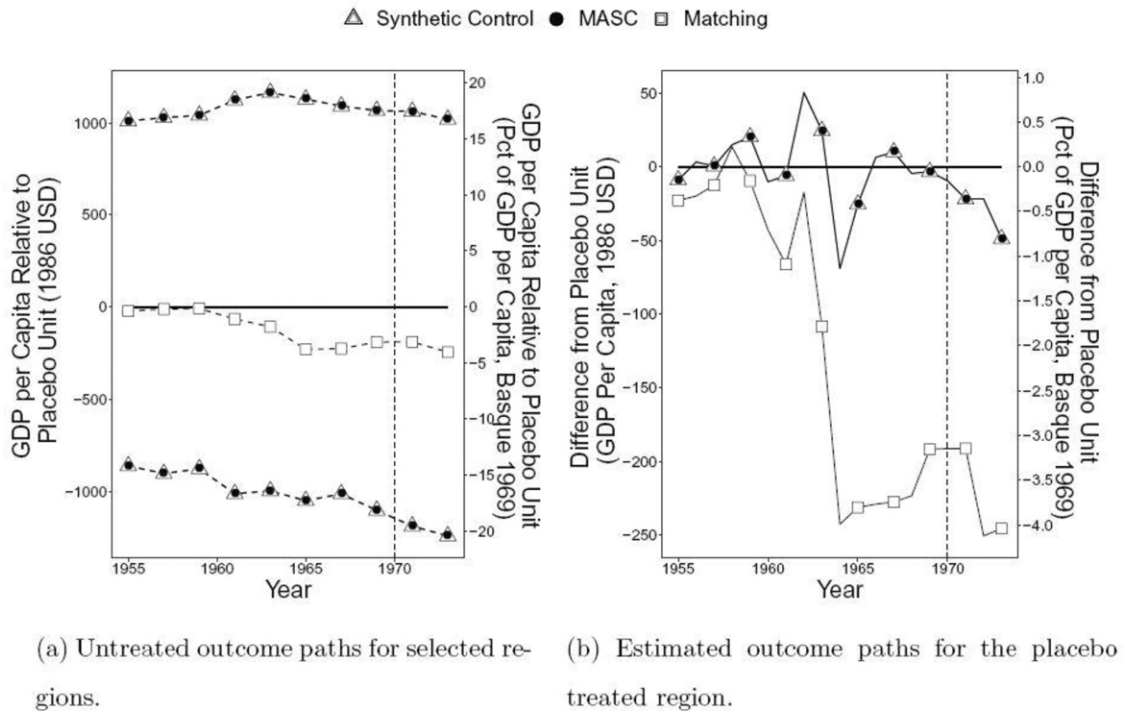 Synthetic Control MASC Matching
GDP per Capita Relative to
Placebo Unit (1986 USD)
1000
500
0
−500
−1000
20
15
10
5
0
−5
−10
−15
−20
GDP per Capita Relative to Placebo Unit
(Pct of GDP per Capita, Basque 1969)
1955 1960 1965 1970
Year
Difference from Placebo Unit
(GDP Per Capita, 1986 USD)
50
0
−50
−100
−150
−200
−250
1.0
0.5
0.0
−0.5
−1.0
−1.5
−2.0
−2.5
−3.0
−3.5
−4.0
Difference from Placebo Unit
(Pct of GDP per Capita, Basque 1969)
1955 1960 1965 1970
Year
(a) Untreated outcome paths for selected re-
gions.
(b) Estimated outcome paths for the placebo
treated region.